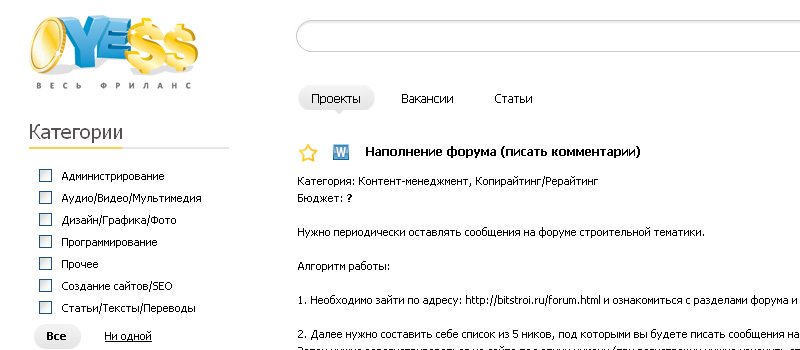 OYE$$
ВЕСЬ ФРИЛАНС
Проекты Вакансии Статьи
Категории
Администрирование
Аудио/Видео/Мультимедия
Дизайн/Графика/Фото
Программирование
Прочее
Создание сайтов/SEO
Статьи/Тексты/Переводы
Все Ни одной
W Наполнение форума (писать комментарии)
Категория: Контент-менеджмент, Копирайтинг/Рерайтинг
Бюджет: ?
Нужно периодически оставлять сообщения на форуме строительной тематики.
Алгоритм работы:
1. Необходимо зайти по адресу: http://bitstroi.ru/forum.html и ознакомиться с разделами форума и
2. Далее нужно составить себе список из 5 ников, под которыми вы будете писать сообщения на